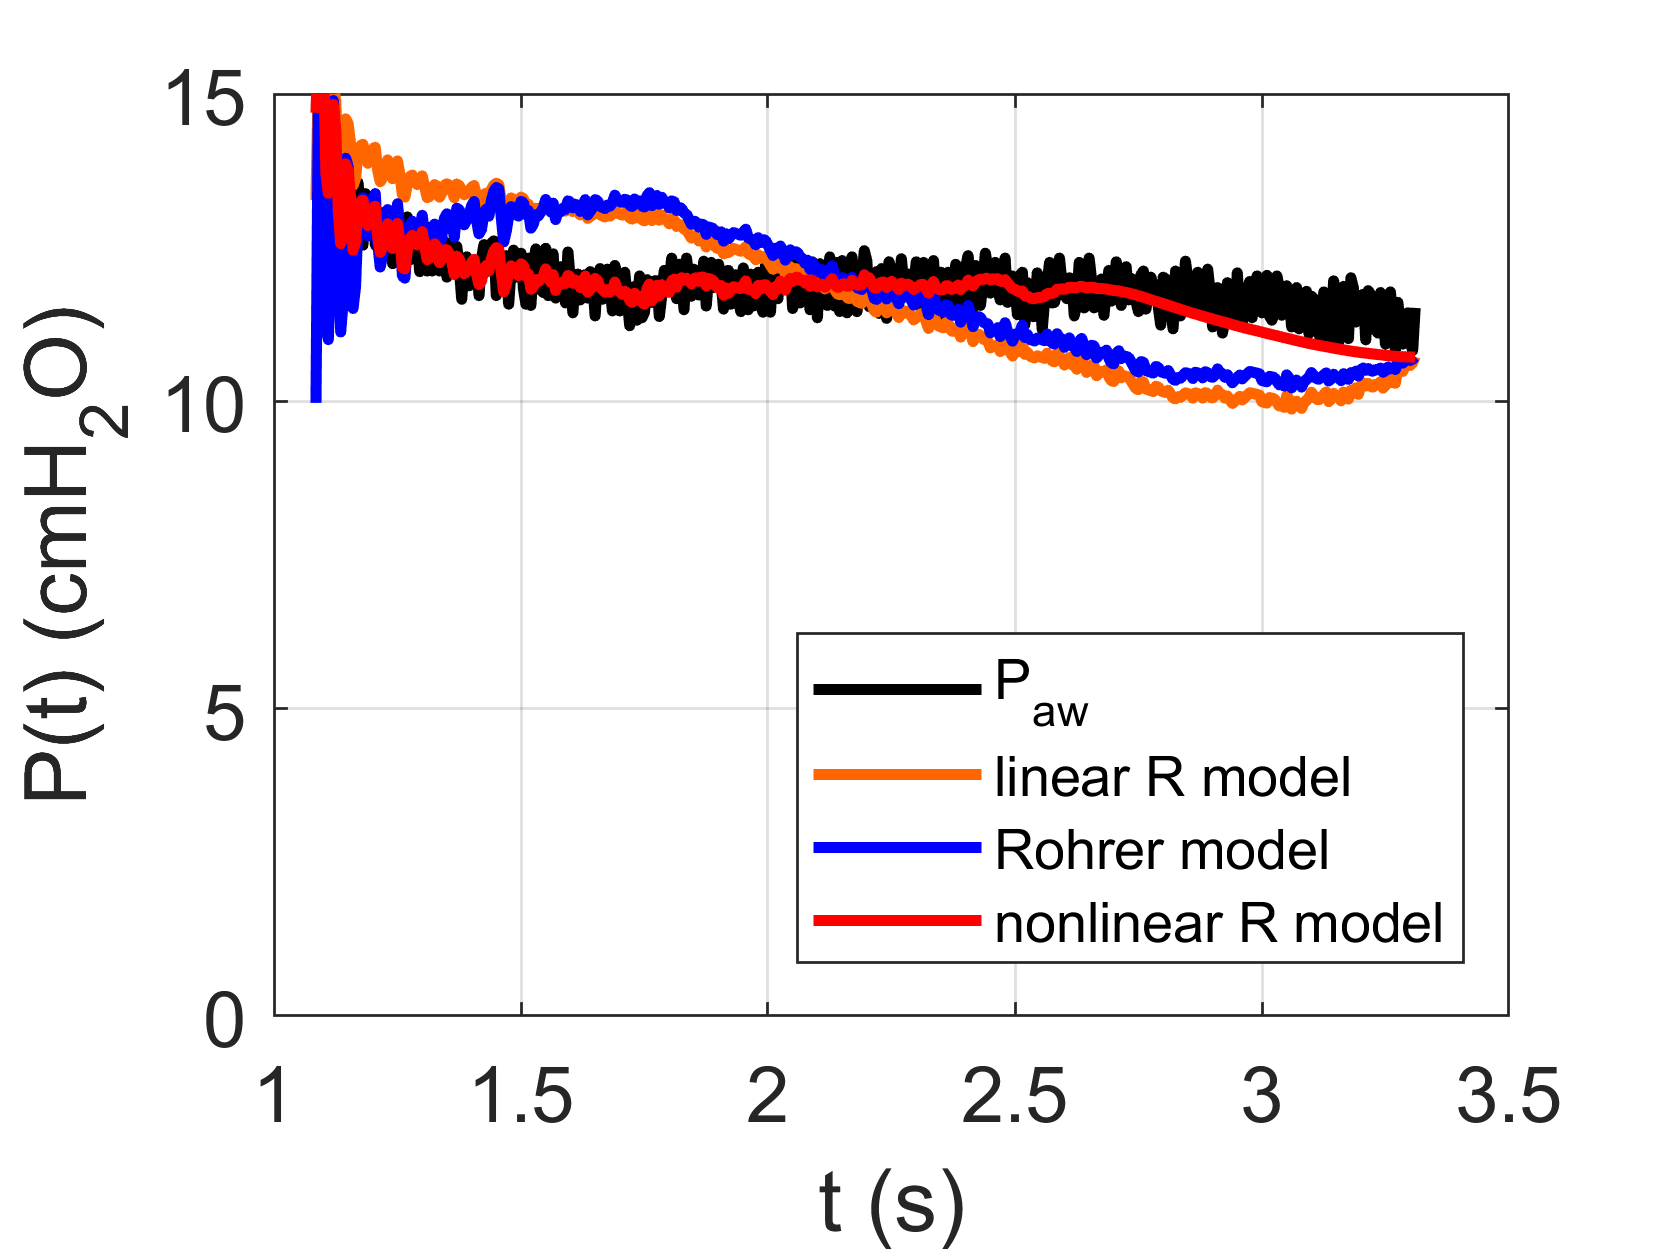 15
10
5
0
P(t) (cmH2O)
Paw
linear R model
Rohrer model
nonlinear R model
1 1.5 2 2.5 3 3.5
t (s)